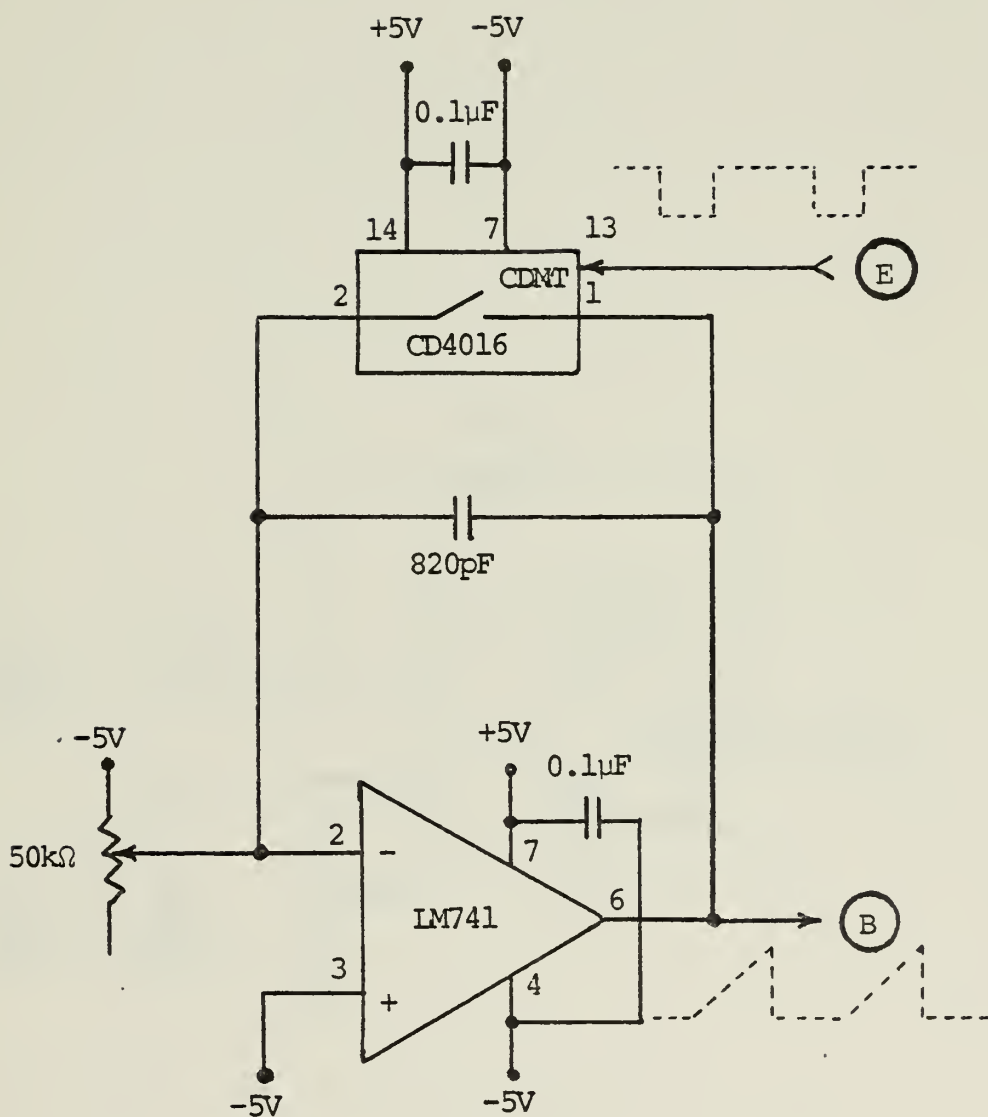 +5V -5V
0.1µF
14 7 13
E
CDMT
2 1
CD4016
820pF
-5V +5V
0.1µF
50kΩ
2 - 7
LM741 6
B
3 + 4
-5V -5V